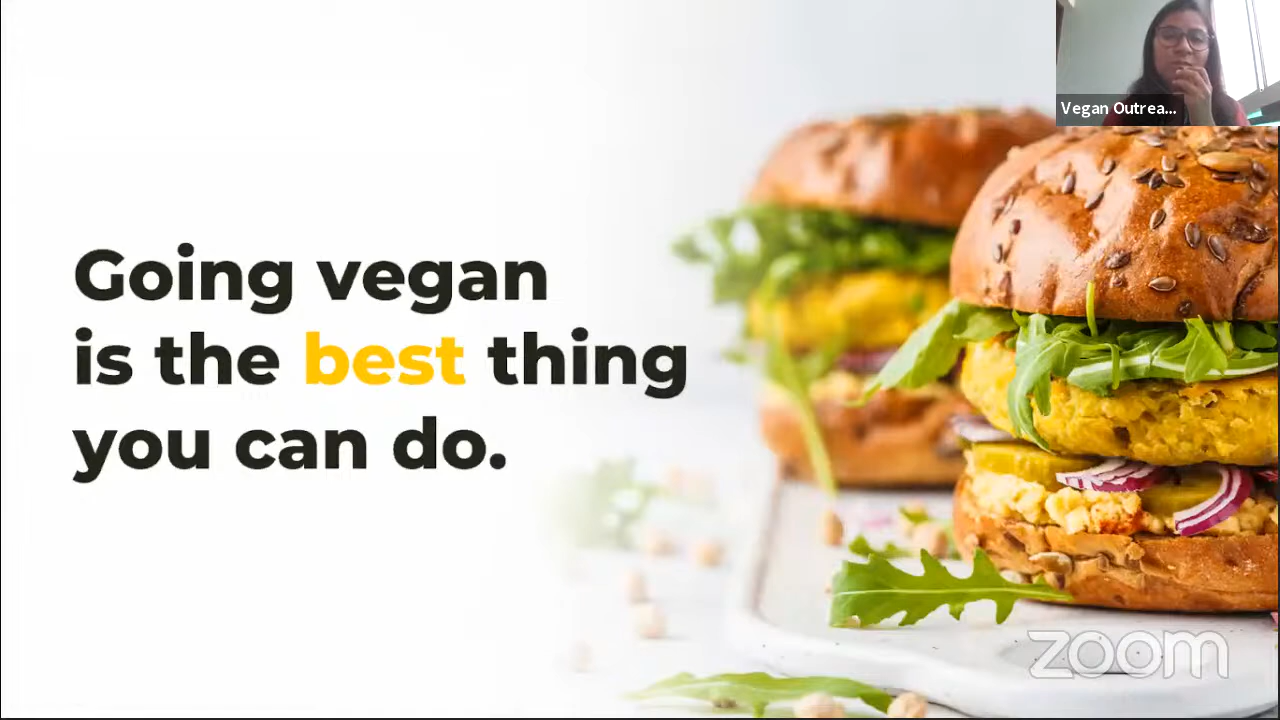 Vegan Outrea...
Going vegan
is the best thing
you can do.
zoom